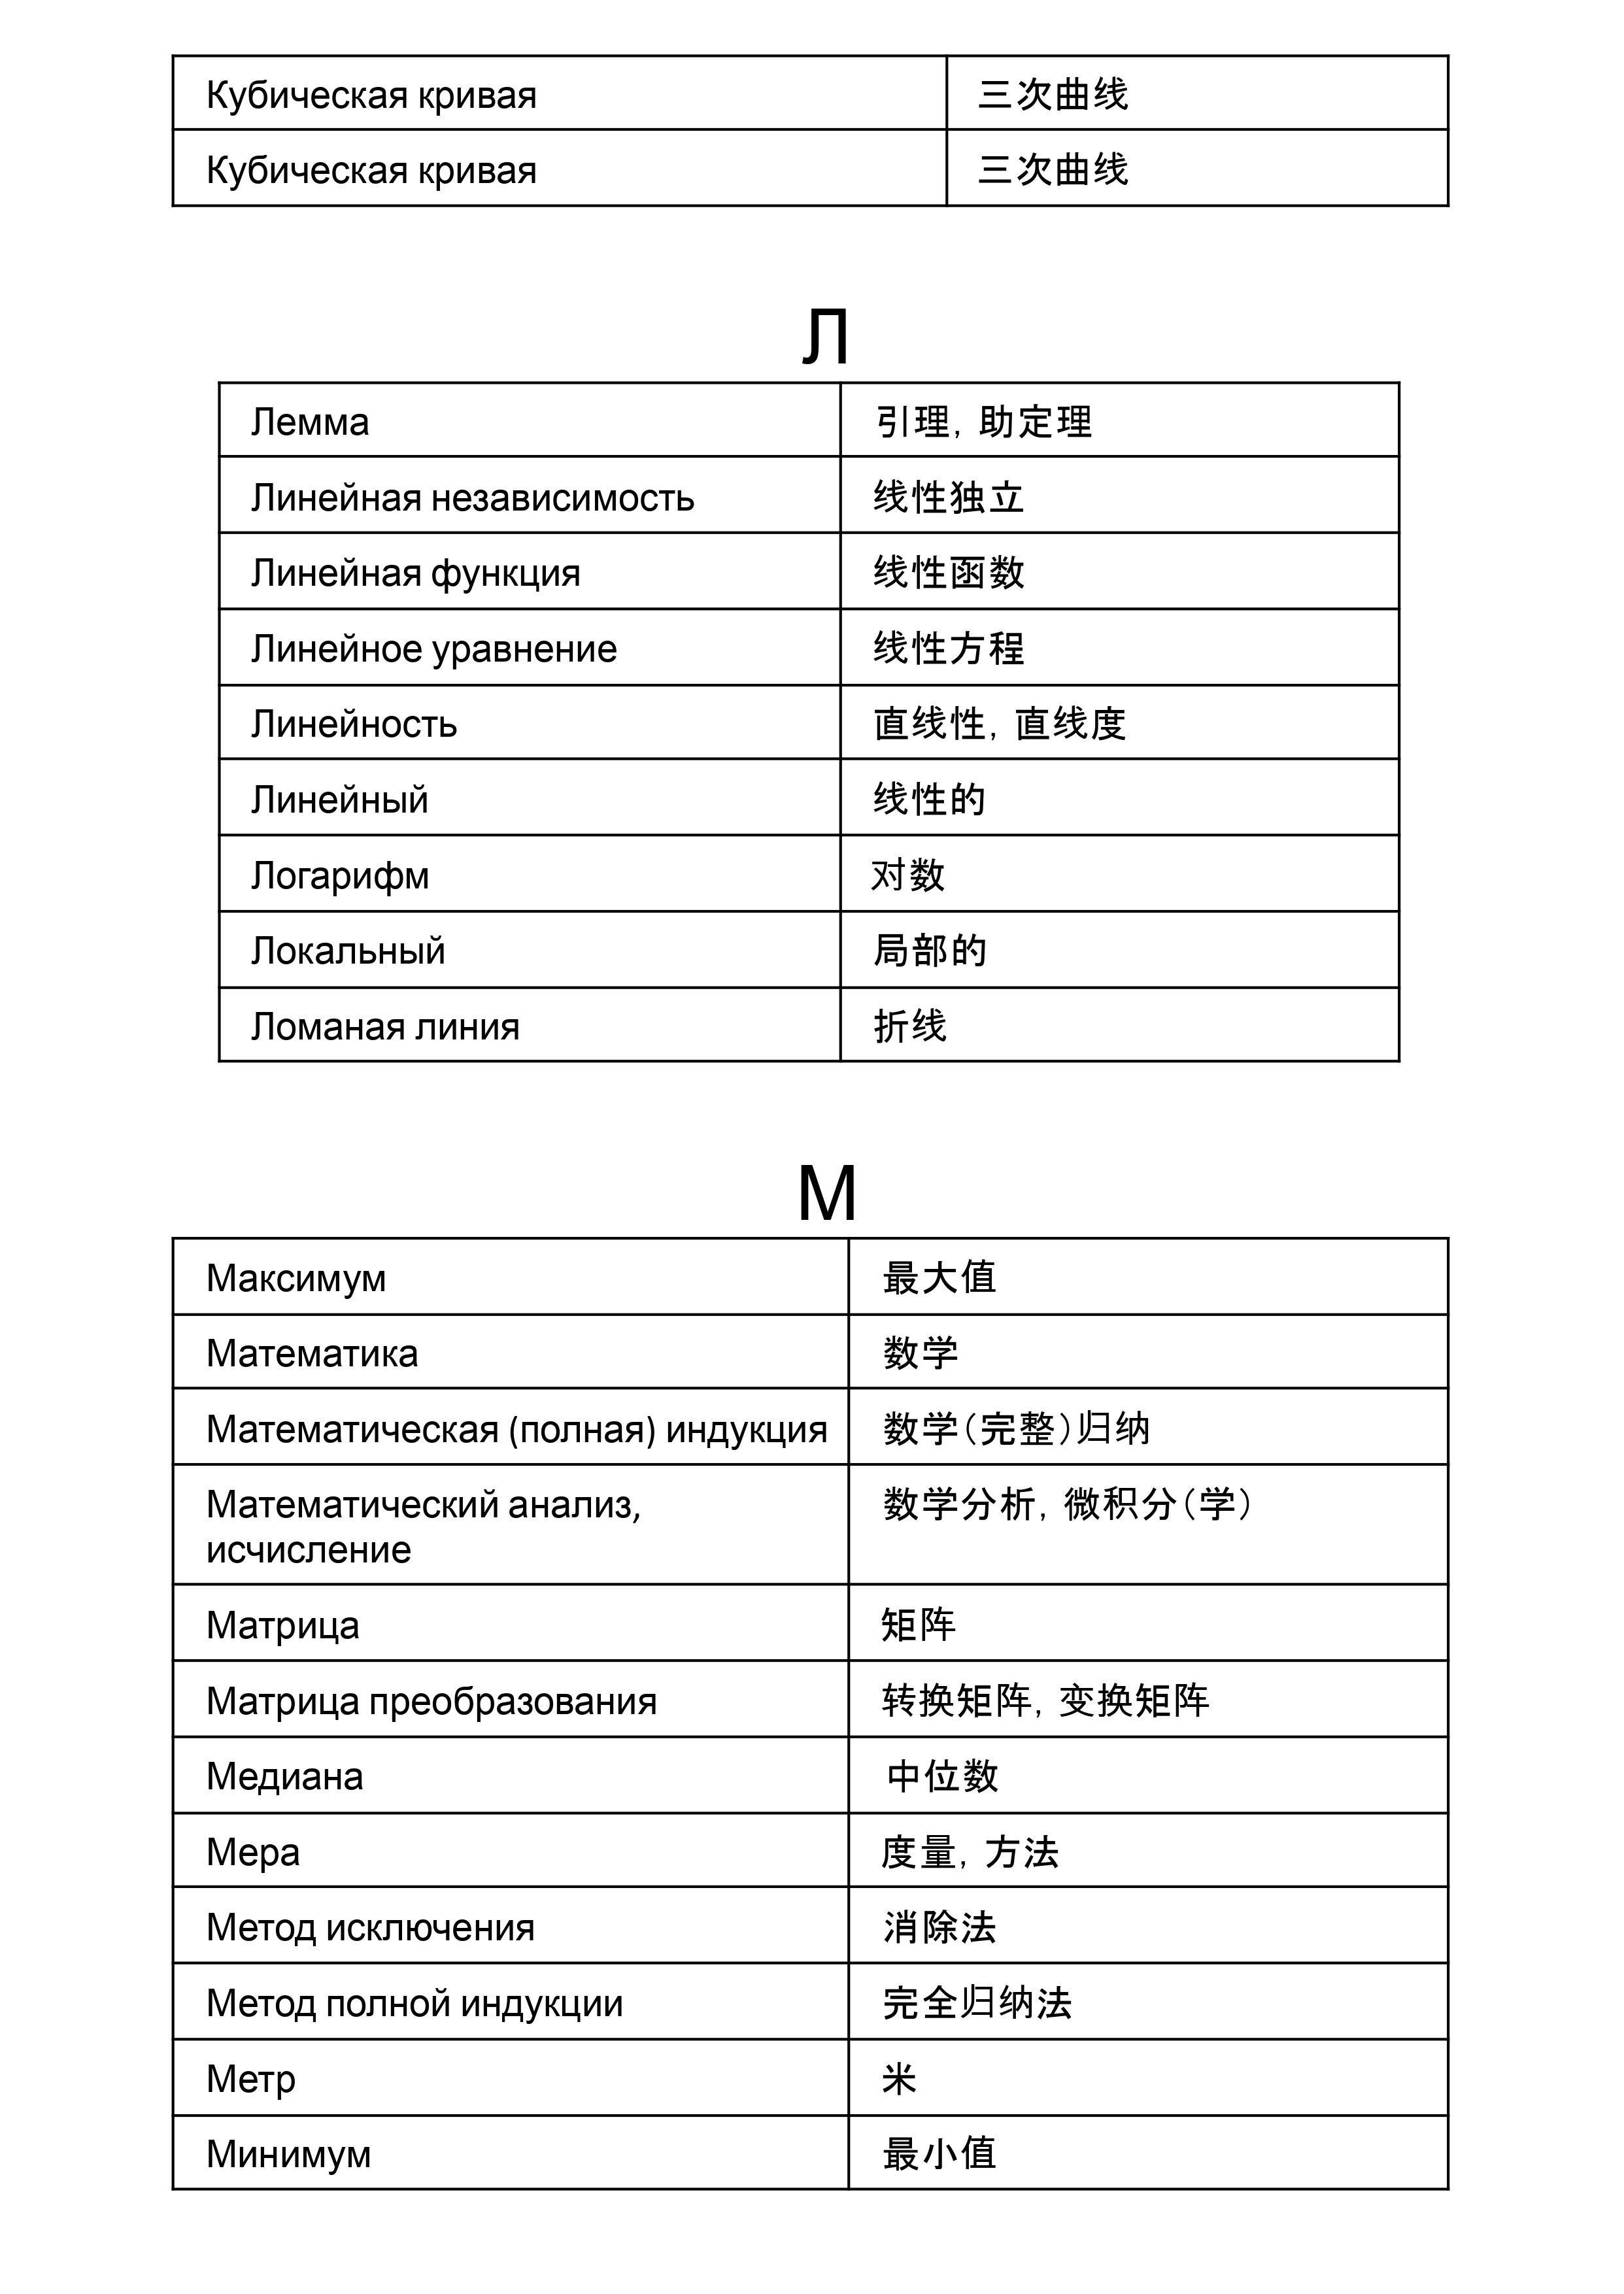 Кубическая кривая 三次曲线
Кубическая кривая 三次曲线
Л
Лемма 引理, 助定理
Линейная независимость 线性独立
Линейная функция 线性函数
Линейное уравнение 线性方程
Линейность 直线性, 直线度
Линейный 线性的
Логарифм 对数
Локальный 局部的
Ломаная линия 折线
М
Максимум 最大值
Математика 数学
Математическая (полная) индукция 数学(完整)归纳
Математический анализ, 数学分析, 微积分(学)
исчисление
Матрица 矩阵
Матрица преобразования 转换矩阵, 变换矩阵
Медиана 中位数
Мера 度量, 方法
Метод исключения 消除法
Метод полной индукции 完全归纳法
Метр 米
Минимум 最小值